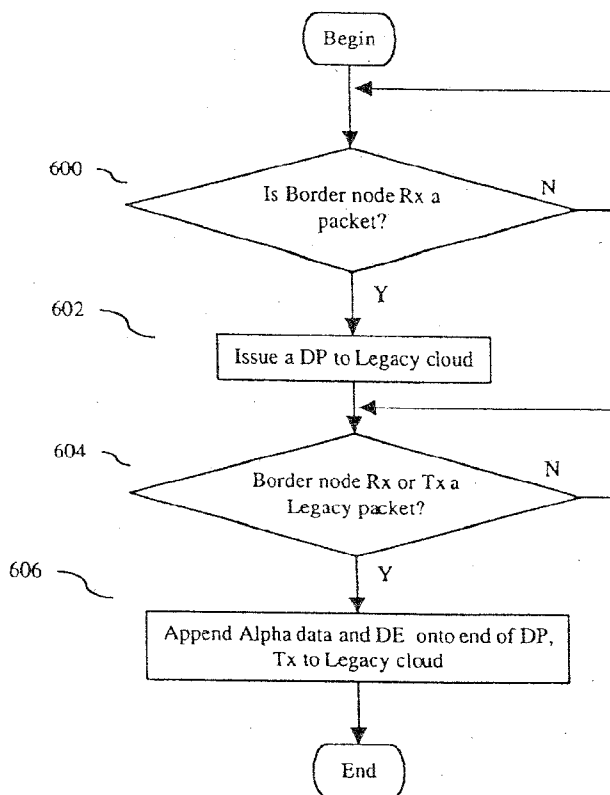 Begin
600
Is Border node Rx a
packet?
N
Y
602
Issue a DP to Legacy cloud
604
Border node Rx or Tx a
Legacy packet?
N
Y
606
Append Alpha data and DE onto end of DP,
Tx to Legacy cloud
End